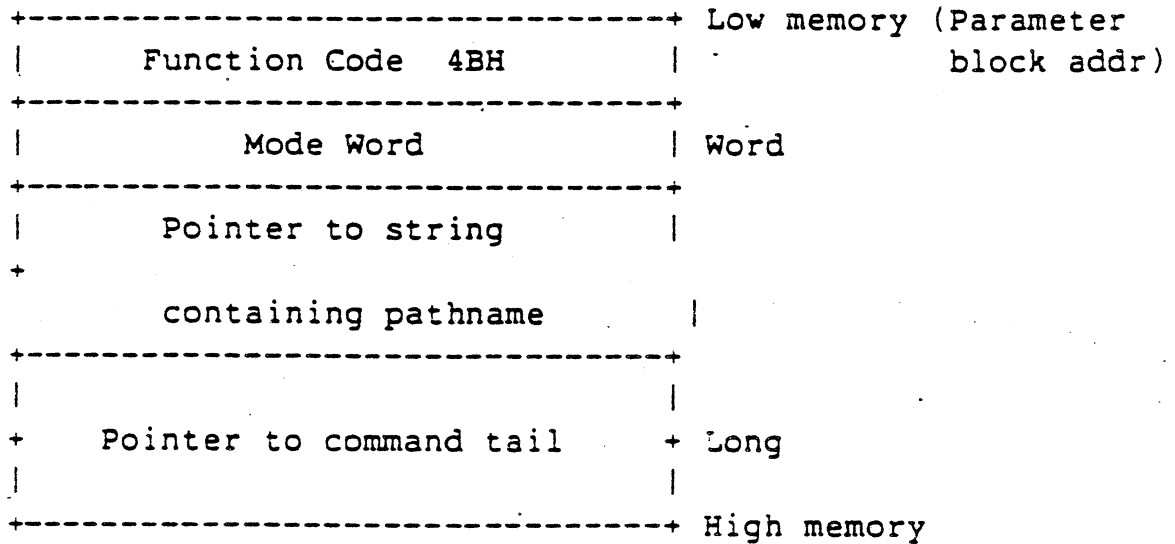 Low memory (Parameter
Function Code 4BH block addr)
Mode Word Word
Pointer to string
containing pathname
Pointer to command tail Long
High memory